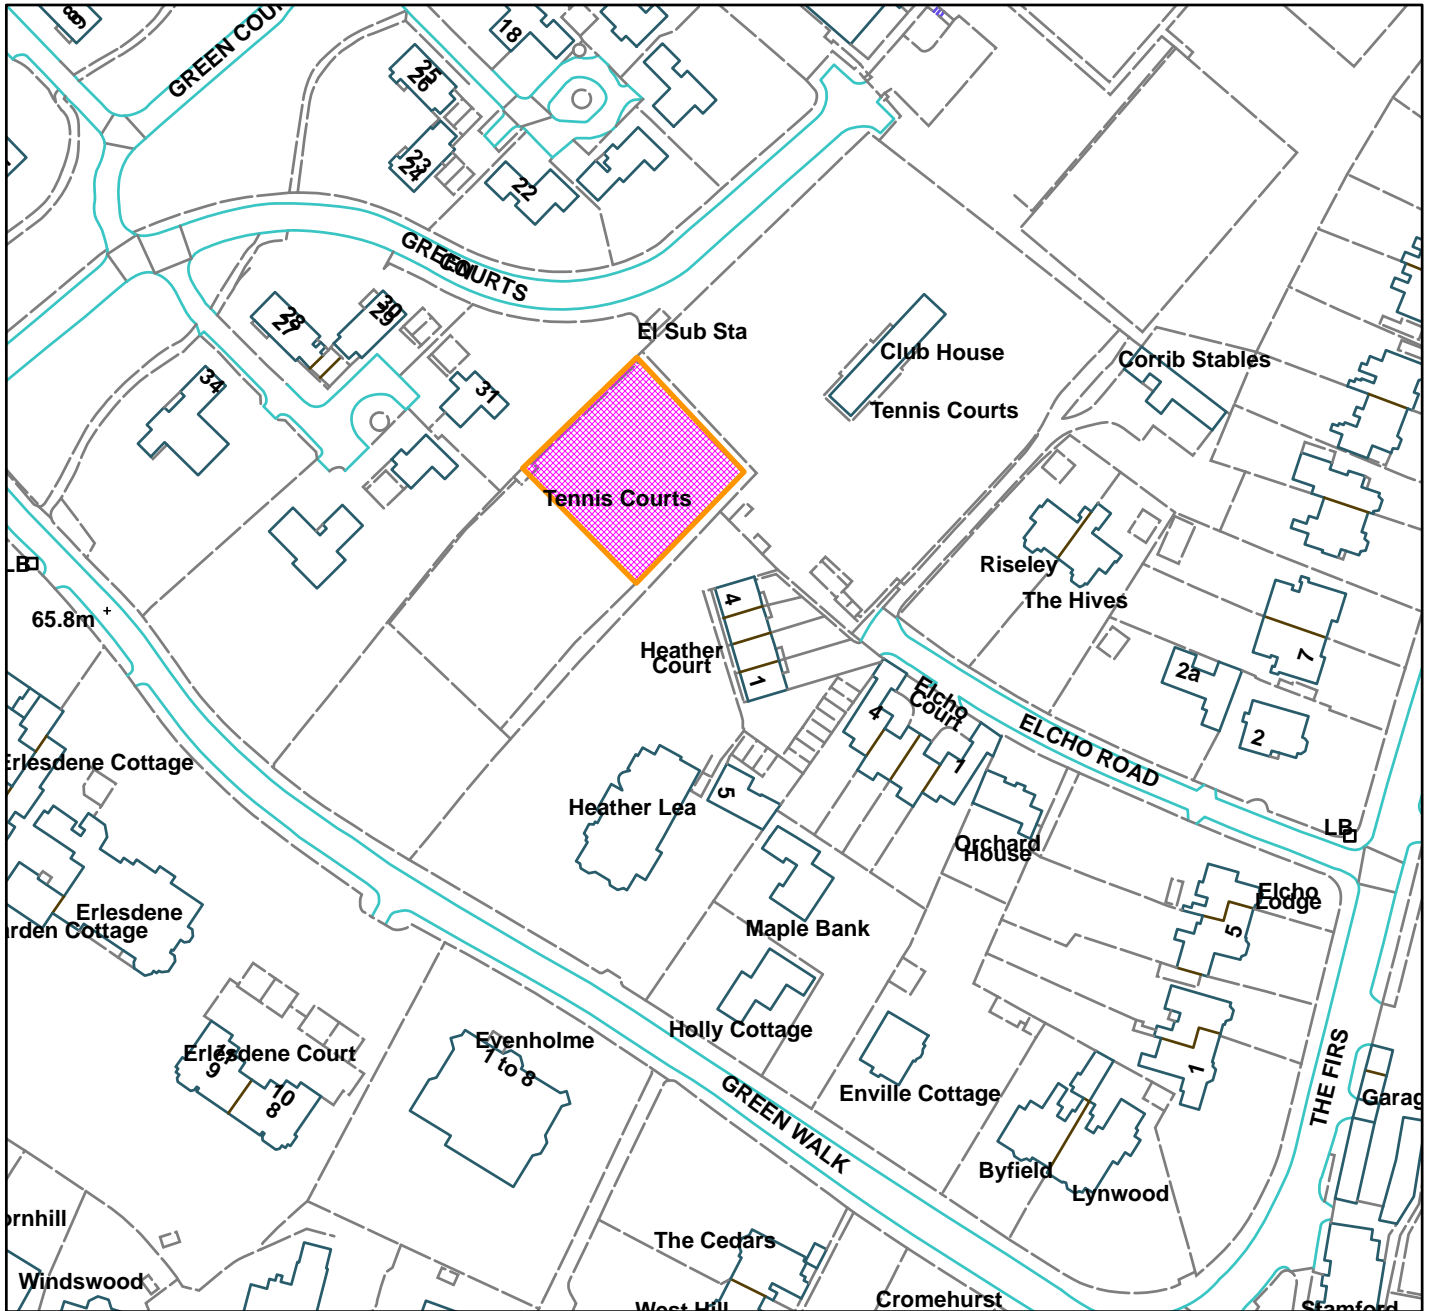 68
GREEN COU
18
25
26
23
24
22
GREEN
COURTS
El Sub Sta
30
29
28
27
31
34
Club House
Tennis Courts
Corrib Stables
Tennis Courts
LB
65.8m
Riseley
The Hives
4
Heather
Court
1
7
2a
2
Elcho
Court
4
1
ELCHO ROAD
LB
Erlesdene Cottage
Heather Lea
5
Orchard
House
Elcho
Lodge
5
Erlesdene
arden Cottage
Maple Bank
Holly Cottage
Evenholme
1 to 8
Erlesdene Court
9
10
8
1
Enville Cottage
GREEN WALK
THE FIRS
Garag
Byfield
Lynwood
ornhill
The Cedars
Windswood
West Hill
Cromehurst
Stamford